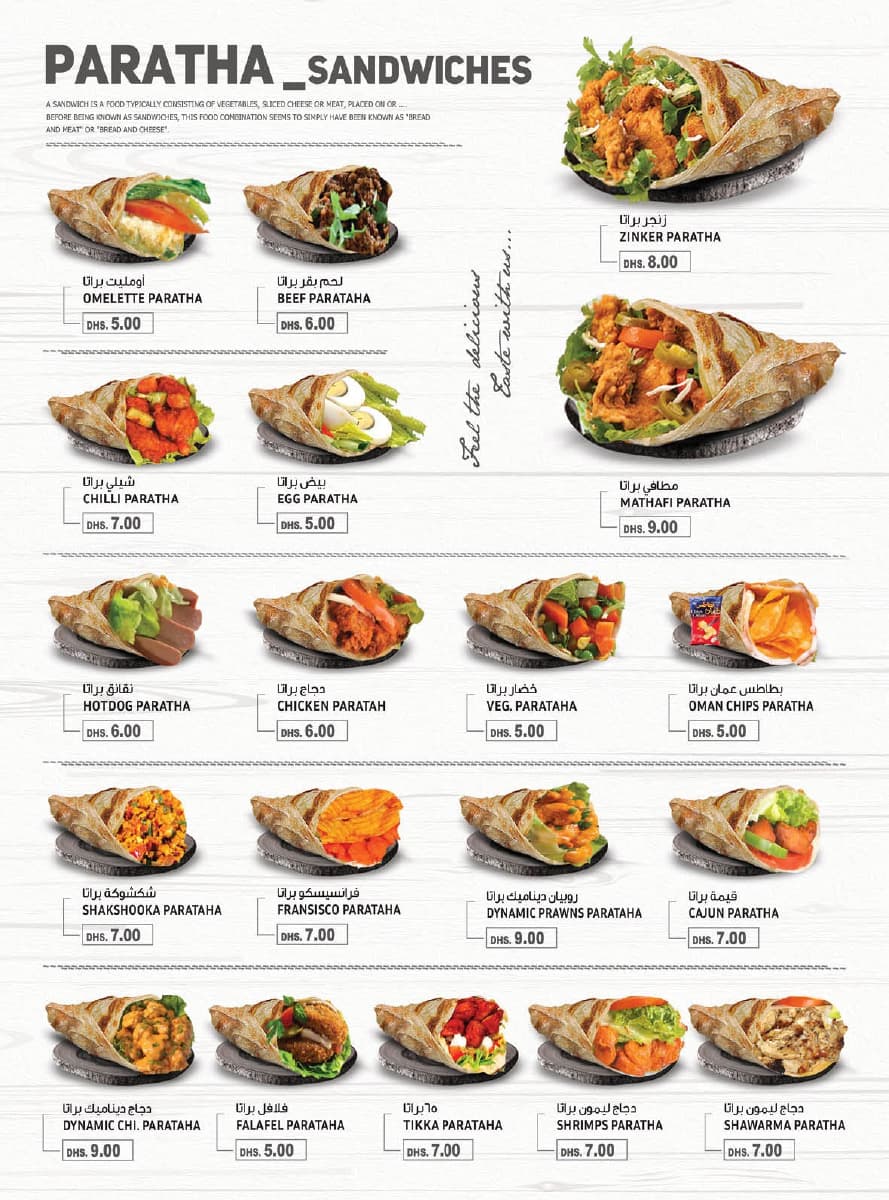 PARATHA _SANDWICHES
A SANDWICH IS A FOOD TYPICALLY CONSISTING OF VEGETABLES, SLICED CHEESE OR MEAT, PLACED ON OR ....
BEFORE BEING KNOWN AS SANDWICHES, THIS FOOD COMBINATION SEEMS TO SIMPLY HAVE BEEN KNOWN AS "BREAD
AND MEAT" OR "BREAD AND CHEESE".
زنجر براتا
ZINKER PARATHA
DHS. 8.00
أومليت براتا
OMELETTE PARATHA
DHS. 5.00
لحم بقر براتا
BEEF PARATAHA
DHS. 6.00
Feel the delicious
Taste with us...
شيلي براتا
CHILLI PARATHA
DHS. 7.00
بيض براتا
EGG PARATHA
DHS. 5.00
مطافي براتا
MATHAFI PARATHA
DHS. 9.00
نقانق براتا
HOTDOG PARATHA
DHS. 6.00
دجاج براتا
CHICKEN PARATAH
DHS. 6.00
خضار براتا
VEG. PARATAHA
DHS. 5.00
بطاطس عمان براتا
OMAN CHIPS PARATHA
DHS. 5.00
شكشوكة براتا
SHAKSHOOKA PARATAHA
DHS. 7.00
فرانسيسكو براتا
FRANSISCO PARATAHA
DHS. 7.00
روبيان ديناميك براتا
DYNAMIC PRAWNS PARATAHA
DHS. 9.00
قيمة براتا
CAJUN PARATHA
DHS. 7.00
دجاج ديناميك براتا
DYNAMIC CHI. PARATAHA
DHS. 9.00
فلافل براتا
FALAFEL PARATAHA
DHS. 5.00
٦٥براتا
TIKKA PARATAHA
DHS. 7.00
دجاج ليمون براتا
SHRIMPS PARATHA
DHS. 7.00
دجاج ليمون براتا
SHAWARMA PARATHA
DHS. 7.00